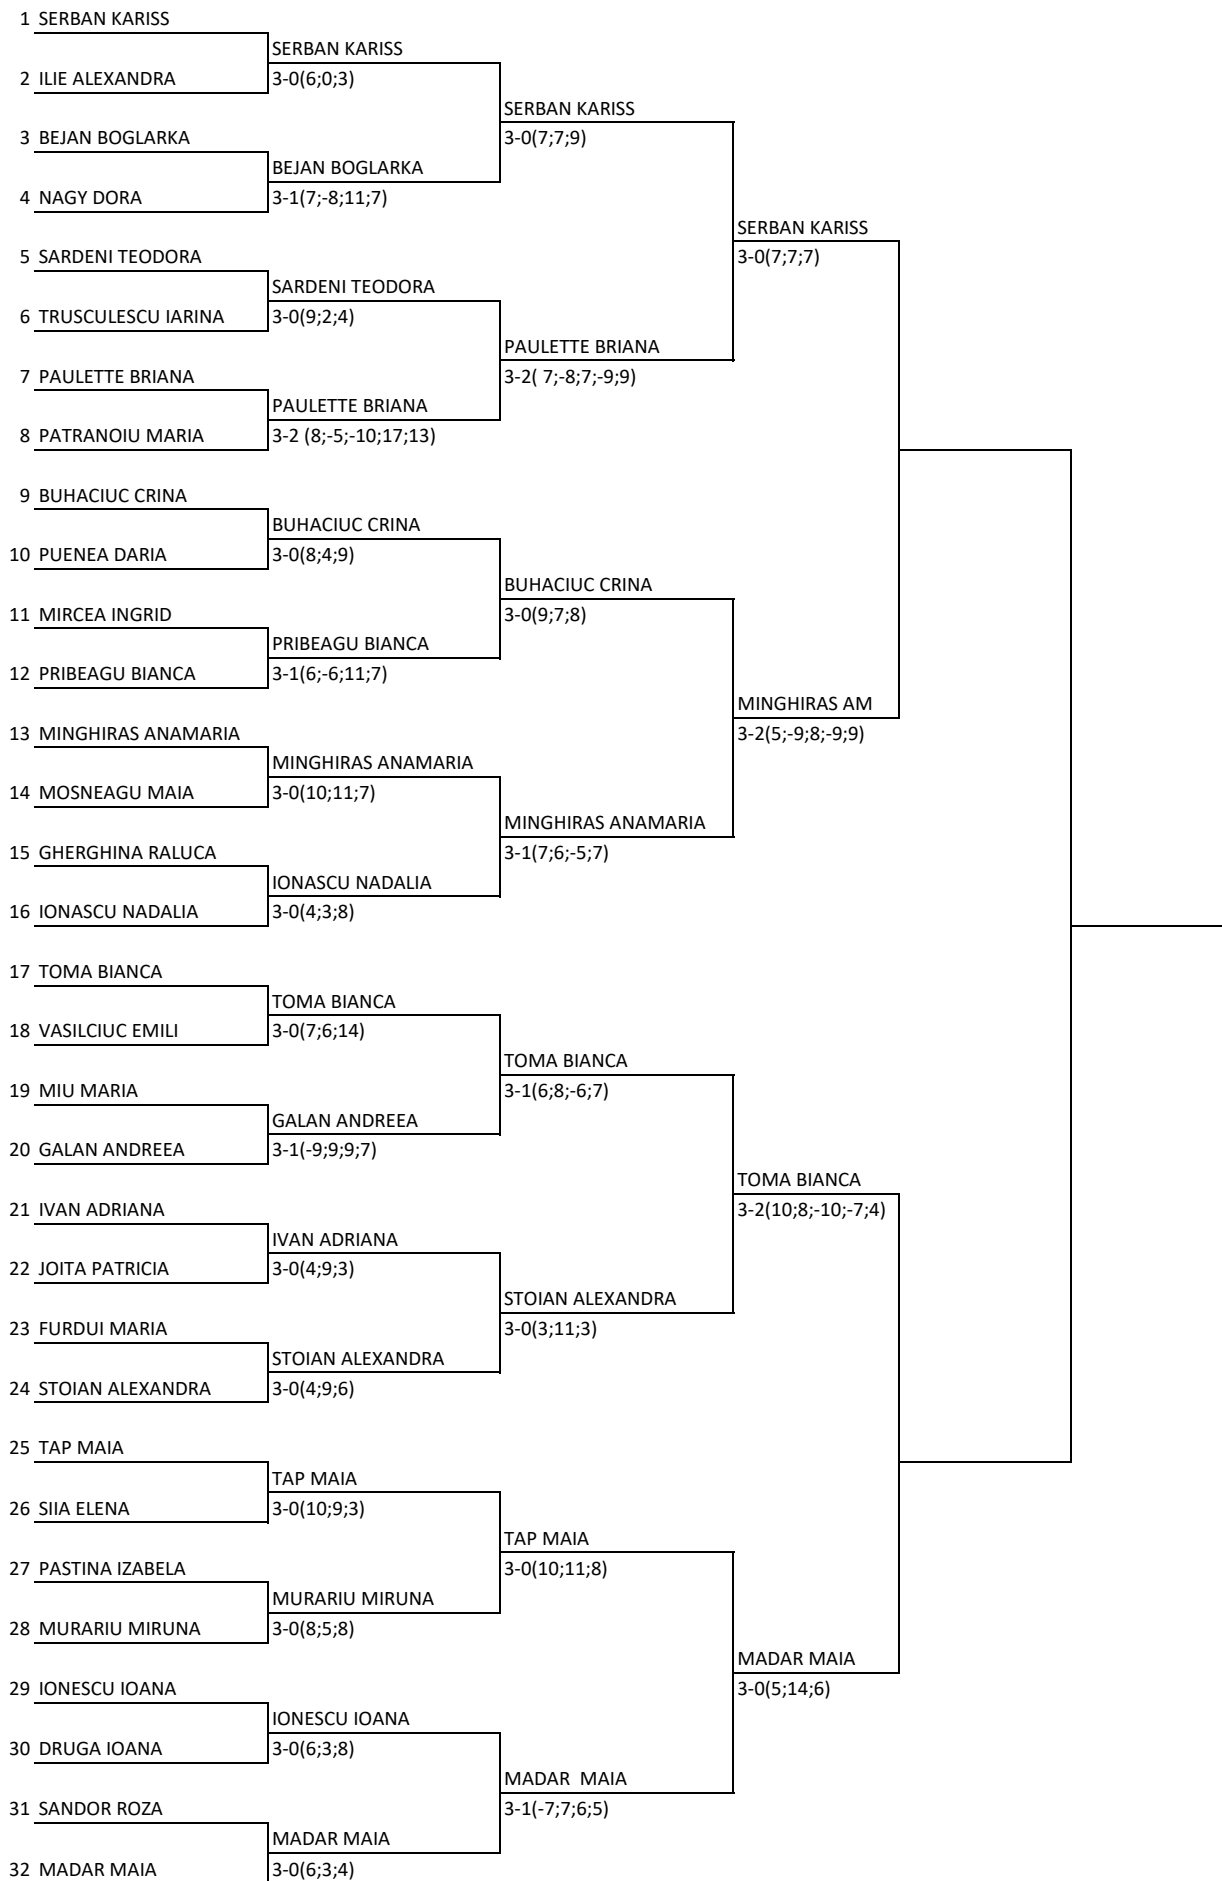 1 SERBAN KARISS
SERBAN KARISS
2 ILIE ALEXANDRA
3-0(6;0;3)
SERBAN KARISS
3 BEJAN BOGLARKA
3-0(7;7;9)
BEJAN BOGLARKA
4 NAGY DORA
3-1(7;-8;11;7)
SERBAN KARISS
5 SARDENI TEODORA
3-0(7;7;7)
SARDENI TEODORA
6 TRUSCULESCU IARINA
3-0(9;2;4)
PAULETTE BRIANA
7 PAULETTE BRIANA
3-2( 7;-8;7;-9;9)
PAULETTE BRIANA
8 PATRANOIU MARIA
3-2 (8;-5;-10;17;13)
9 BUHACIUC CRINA
BUHACIUC CRINA
10 PUENEA DARIA
3-0(8;4;9)
BUHACIUC CRINA
11 MIRCEA INGRID
3-0(9;7;8)
PRIBEAGU BIANCA
12 PRIBEAGU BIANCA
3-1(6;-6;11;7)
MINGHIRAS AM
13 MINGHIRAS ANAMARIA
3-2(5;-9;8;-9;9)
MINGHIRAS ANAMARIA
14 MOSNEAGU MAIA
3-0(10;11;7)
MINGHIRAS ANAMARIA
15 GHERGHINA RALUCA
3-1(7;6;-5;7)
IONASCU NADALIA
16 IONASCU NADALIA
3-0(4;3;8)
17 TOMA BIANCA
TOMA BIANCA
18 VASILCIUC EMILI
3-0(7;6;14)
TOMA BIANCA
19 MIU MARIA
3-1(6;8;-6;7)
GALAN ANDREEA
20 GALAN ANDREEA
3-1(-9;9;9;7)
TOMA BIANCA
21 IVAN ADRIANA
3-2(10;8;-10;-7;4)
IVAN ADRIANA
22 JOITA PATRICIA
3-0(4;9;3)
STOIAN ALEXANDRA
23 FURDUI MARIA
3-0(3;11;3)
STOIAN ALEXANDRA
24 STOIAN ALEXANDRA
3-0(4;9;6)
25 TAP MAIA
TAP MAIA
26 SIIA ELENA
3-0(10;9;3)
TAP MAIA
27 PASTINA IZABELA
3-0(10;11;8)
MURARIU MIRUNA
28 MURARIU MIRUNA
3-0(8;5;8)
MADAR MAIA
29 IONESCU IOANA
3-0(5;14;6)
IONESCU IOANA
30 DRUGA IOANA
3-0(6;3;8)
MADAR  MAIA
31 SANDOR ROZA
3-1(-7;7;6;5)
MADAR MAIA
32 MADAR MAIA
3-0(6;3;4)